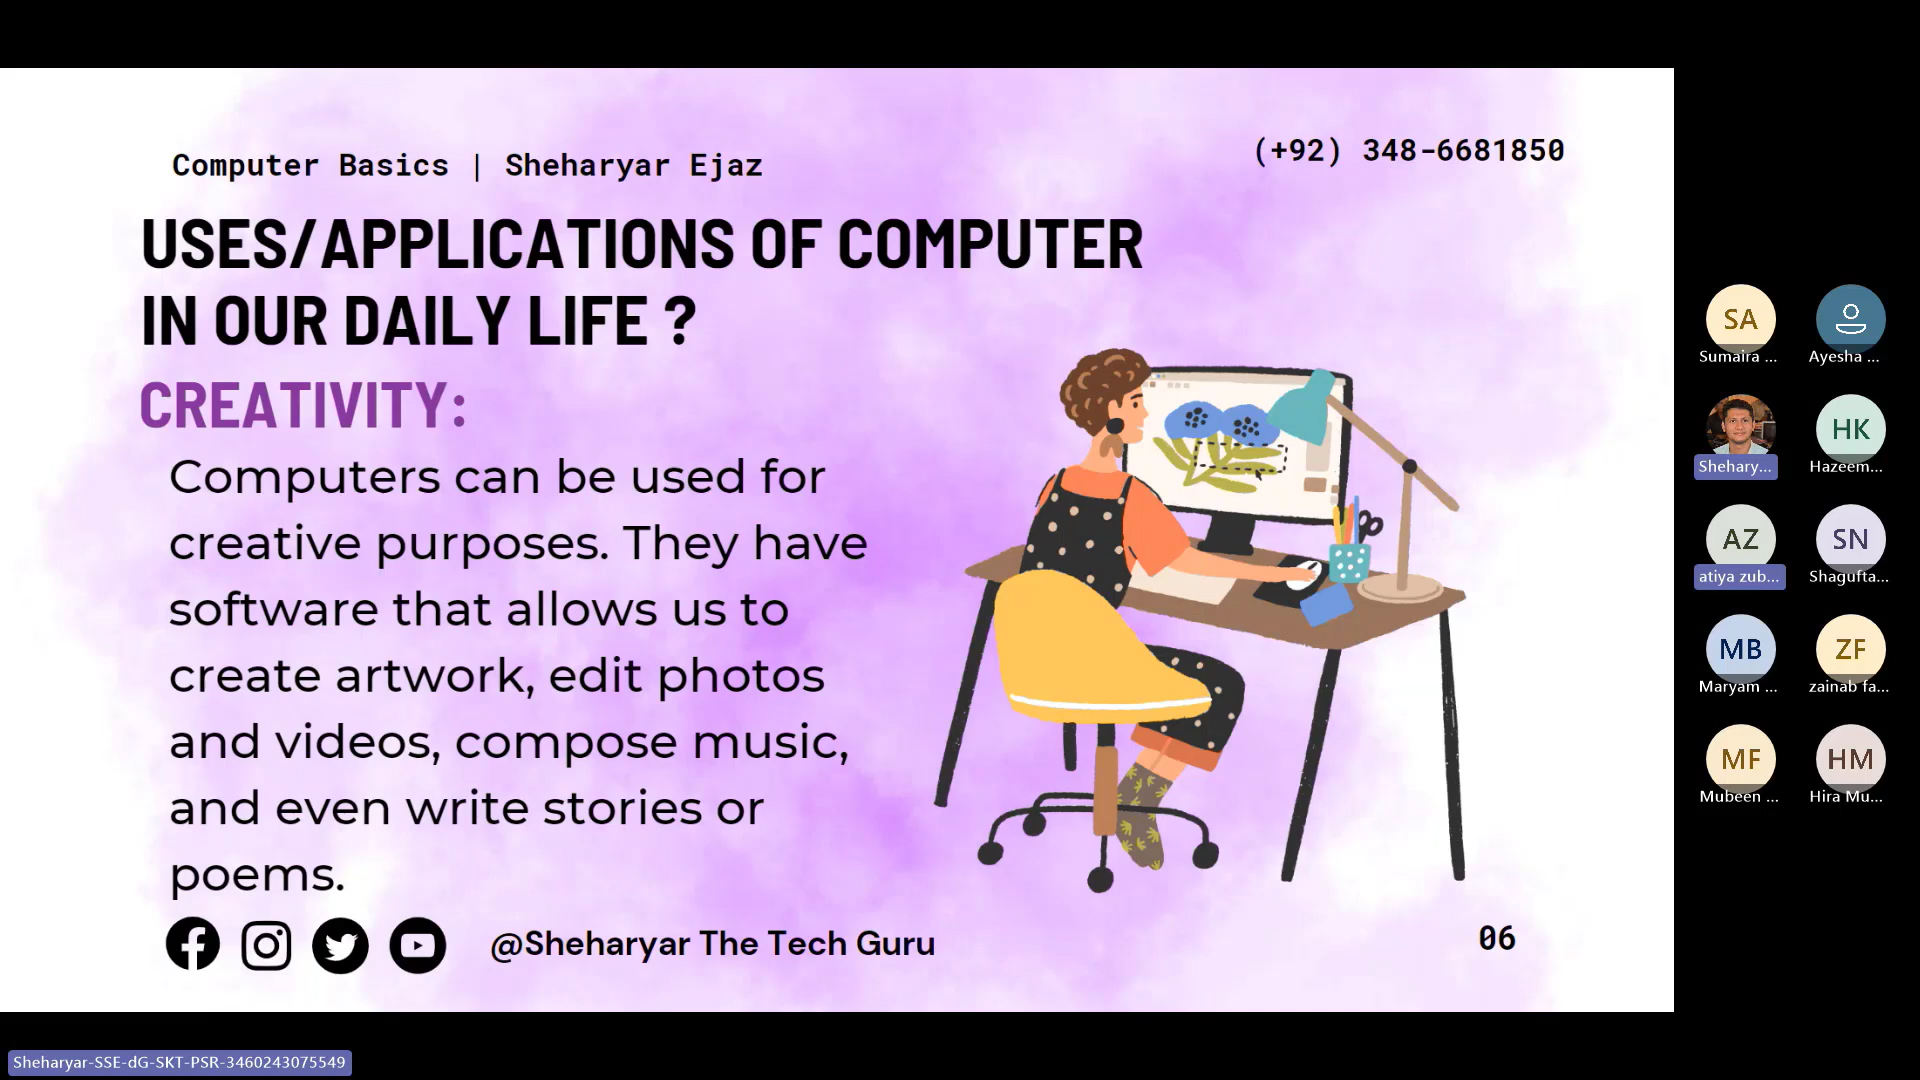 Computer Basics | Sheharyar Ejaz
(+92) 348-6681850
USES/APPLICATIONS OF COMPUTER
IN OUR DAILY LIFE ?
CREATIVITY:
Computers can be used for
creative purposes. They have
software that allows us to
create artwork, edit photos
and videos, compose music,
and even write stories or
poems.
@Sheharyar The Tech Guru
06
SA
Sumaira ...
Ayesha ...
Shehary...
HK
Hazeem...
AZ
atiya zub...
SN
Shagufta...
MB
Maryam ...
ZF
zainab fa...
MF
Mubeen ...
HM
Hira Mu...
Sheharyar-SSE-dG-SKT-PSR-3460243075549